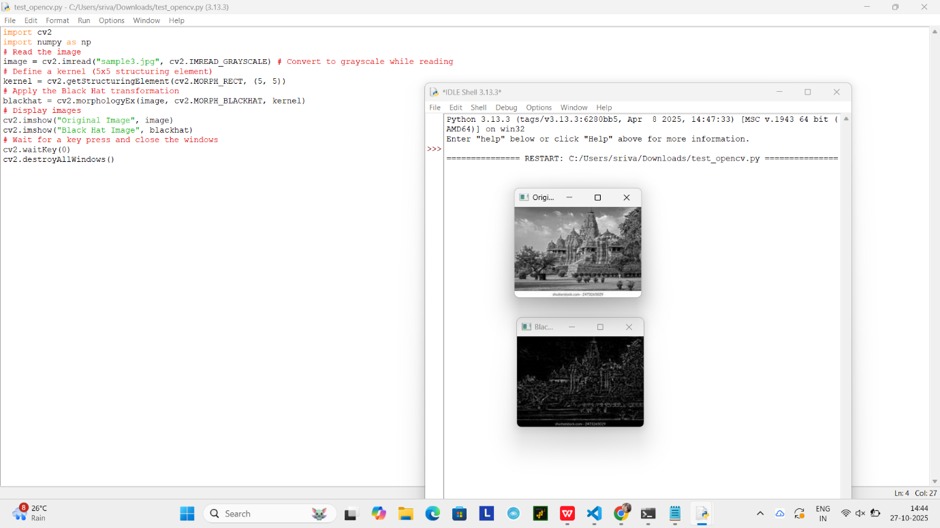 test_opencv.py - C:/Users/sriva/Downloads/test_opencv.py (3.13.3)
File Edit Format Run Options Window Help
import cv2
import numpy as np
# Read the image
image = cv2.imread("sample3.jpg", cv2.IMREAD_GRAYSCALE) # Convert to grayscale while reading
# Define a kernel (5x5 structuring element)
kernel = cv2.getStructuringElement(cv2.MORPH_RECT, (5, 5))
# Apply the Black Hat transformation
blackhat = cv2.morphologyEx(image, cv2.MORPH_BLACKHAT, kernel)
# Display images
cv2.imshow("Original Image", image)
cv2.imshow("Black Hat Image", blackhat)
# Wait for a key press and close the windows
cv2.waitKey(0)
cv2.destroyAllWindows()
*IDLE Shell 3.13.3*
File Edit Shell Debug Options Window Help
Python 3.13.3 (tags/v3.13.3:6280bb5, Apr 8 2025, 14:47:33) [MSC v.1943 64 bit (
AMD64)] on win32
Enter "help" below or click "Help" above for more information.
>>>
=============== RESTART: C:/Users/sriva/Downloads/test_opencv.py ===============
Origi...
Blac...
Ln: 4 Col: 27
8
26°C
Rain
Search
ENG
IN
14:44
27-10-2025